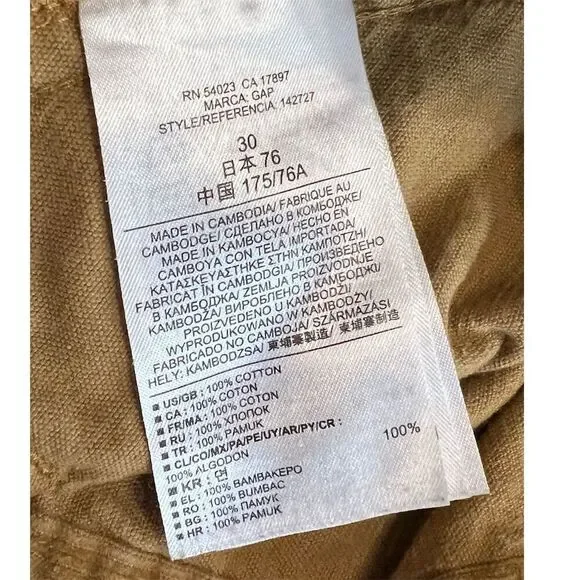 RN 54023 CA 17897
MARCA: GAP
STYLE/REFERENCIA: 142727
30
日本 76
中国 175/76A
MADE IN CAMBODIA/ FABRIQUE AU
CAMBODGE/ СДЕЛАНО В КОМБОДЖЕ/
MADE IN KAMBOÇYA/ HECHO EN
CAMBOYA CON TELA IMPORTADA/
ΚΑΤΑΣΚΕΥΑΣΤΗΚΕ ΣΤΗΝ ΚΑΜΠΟΤΖΗ/
FABRICAT IN CAMBODGIA/ ПРОИЗВЕДЕНО
В КАМБОДЖА/ ZEMLJA PROIZVODNJE
KAMBODŽA/ ВИРОБЛЕНО В КАМБОДЖІ/
PROIZVEDENO U KAMBODŽI/
WYPRODUKOWANO W KAMBODŻY/
FABRICADO NO CAMBOJA/ SZÁRMAZÁSI
HELY: KAMBODZSA/ 柬埔寨製造/ 柬埔寨制造
US/GB : 100% COTTON
CA : 100% COTON
FR/MA : 100% COTON
RU : 100% ХЛОПОК
TR : 100% PAMUK
CL/CO/MX/PA/PE/UY/AR/PY/CR :
100% ALGODON
KR : 면 100%
EL : 100% ΒΑΜΒΑΚΕΡΟ
RO : 100% BUMBAC
BG : 100% ПАМУК
HR : 100% PAMUK